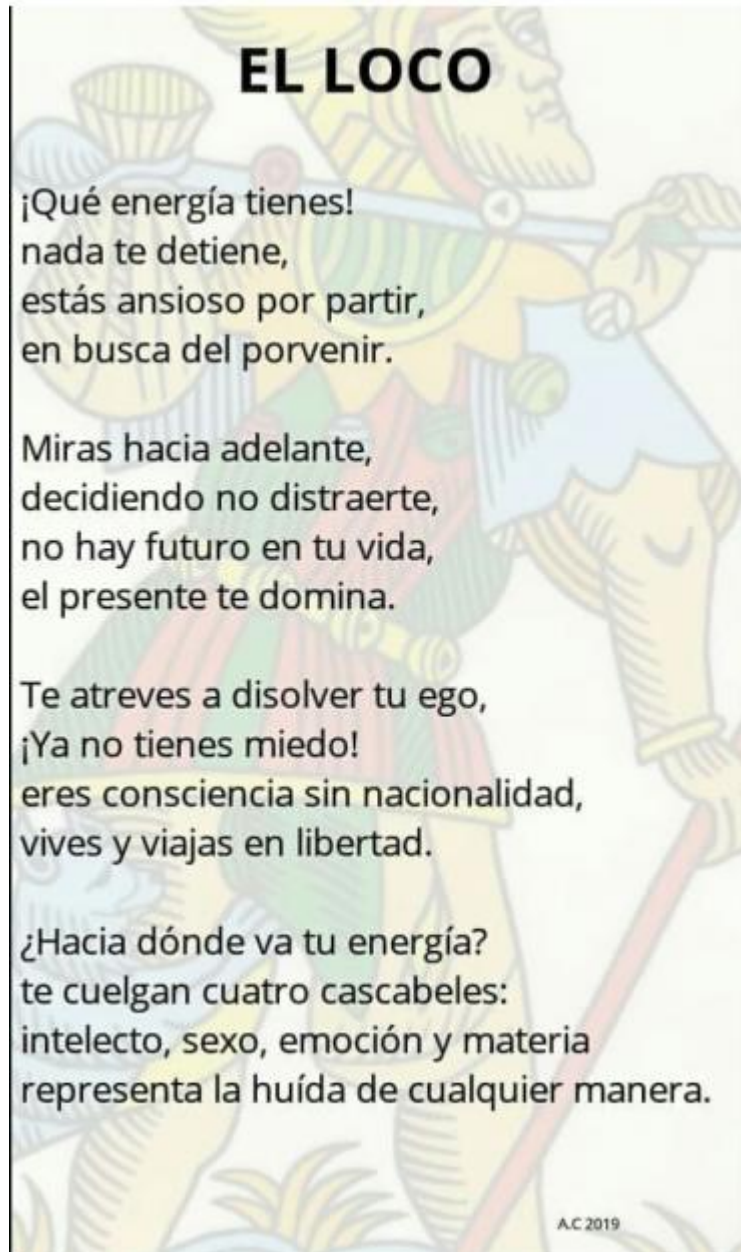 EL LOCO
¡Qué energía tienes!
nada te detiene,
estás ansioso por partir,
en busca del porvenir.
Miras hacia adelante,
decidiendo no distraerte,
no hay futuro en tu vida,
el presente te domina.
Te atreves a disolver tu ego,
¡Ya no tienes miedo!
eres consciencia sin nacionalidad,
vives y viajas en libertad.
¿Hacia dónde va tu energía?
te cuelgan cuatro cascabeles:
intelecto, sexo, emoción y materia
representa la huída de cualquier manera.
A.C 2019